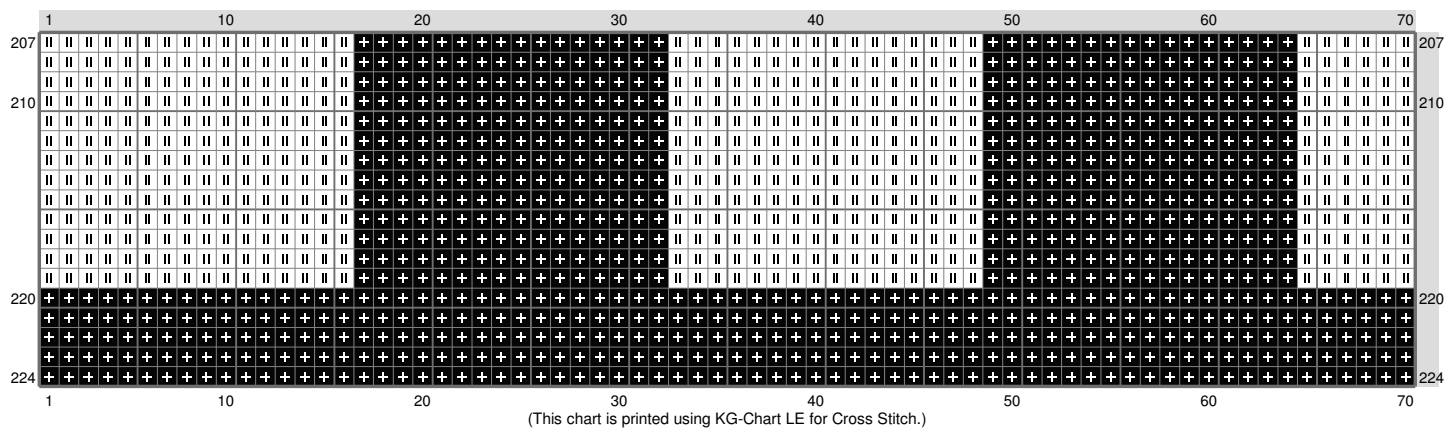 1 10 20 30 40 50 60 70
207 207
210 210
220 220
224 224
1 10 20 30 40 50 60 70
(This chart is printed using KG-Chart LE for Cross Stitch.)